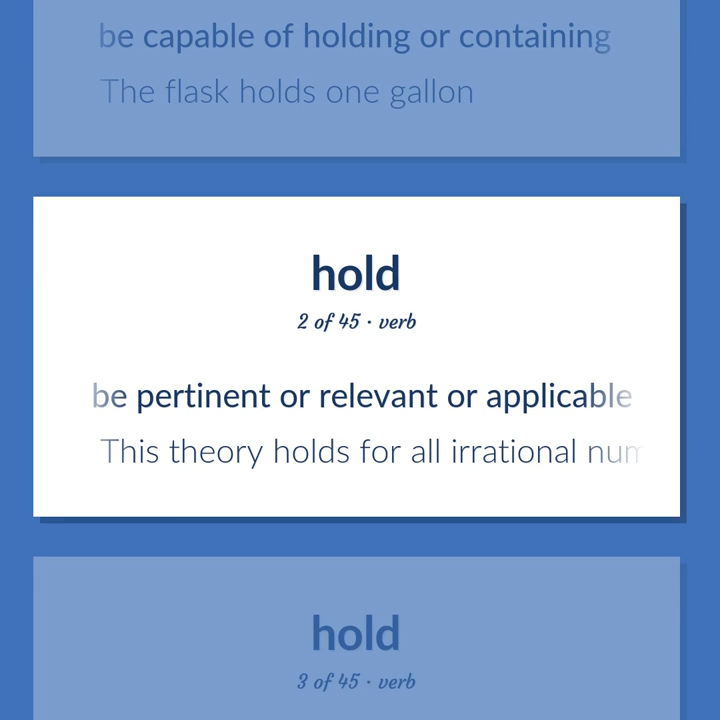 be capable of holding or containing
The flask holds one gallon
hold
2 of 45 · verb
be pertinent or relevant or applicable
This theory holds for all irrational
hold
3 of 45 · verb